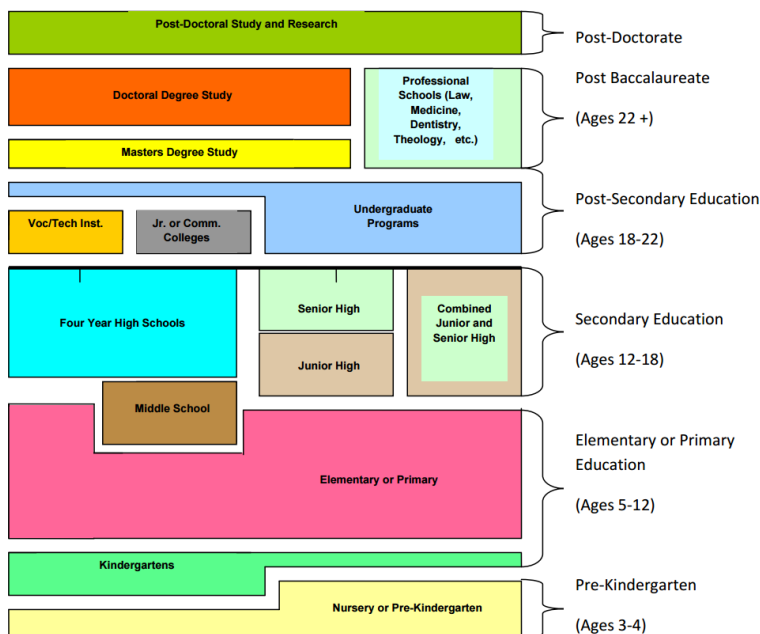 Post-Doctoral Study and Research
Post-Doctorate
Doctoral Degree Study
Masters Degree Study
Professional
Schools (Law,
Medicine,
Dentistry,
Theology, etc.)
Post Baccalaureate
(Ages 22 +)
Voc/Tech Inst.
Jr. or Comm.
Colleges
Undergraduate
Programs
Post-Secondary Education
(Ages 18-22)
Four Year High Schools
Senior High
Junior High
Combined
Junior and
Senior High
Secondary Education
(Ages 12-18)
Middle School
Elementary or Primary
Elementary or Primary
Education
(Ages 5-12)
Kindergartens
Nursery or Pre-Kindergarten
Pre-Kindergarten
(Ages 3-4)